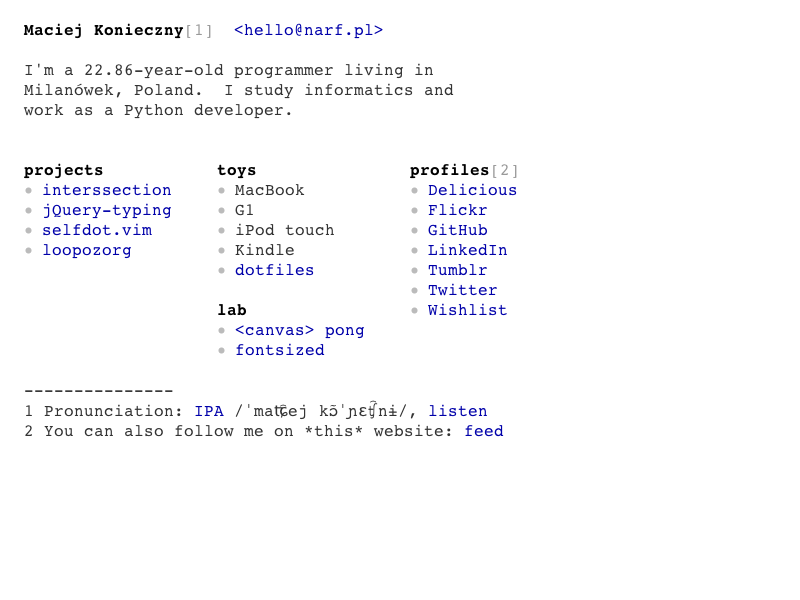 Maciej Konieczny[1] <hello@narf.pl>
I'm a 22.86-year-old programmer living in
Milanówek, Poland. I study informatics and
work as a Python developer.
projects
• interssection
• jQuery-typing
• selfdot.vim
• loopozorg
toys
• MacBook
• G1
• iPod touch
• Kindle
• dotfiles
lab
• <canvas> pong
• fontsized
profiles[2]
• Delicious
• Flickr
• GitHub
• LinkedIn
• Tumblr
• Twitter
• Wishlist
---------------
1 Pronunciation: IPA /ˈmat͡ɕej kɔ̃ˈɲɛt͡ʃnɨ/, listen
2 You can also follow me on *this* website: feed